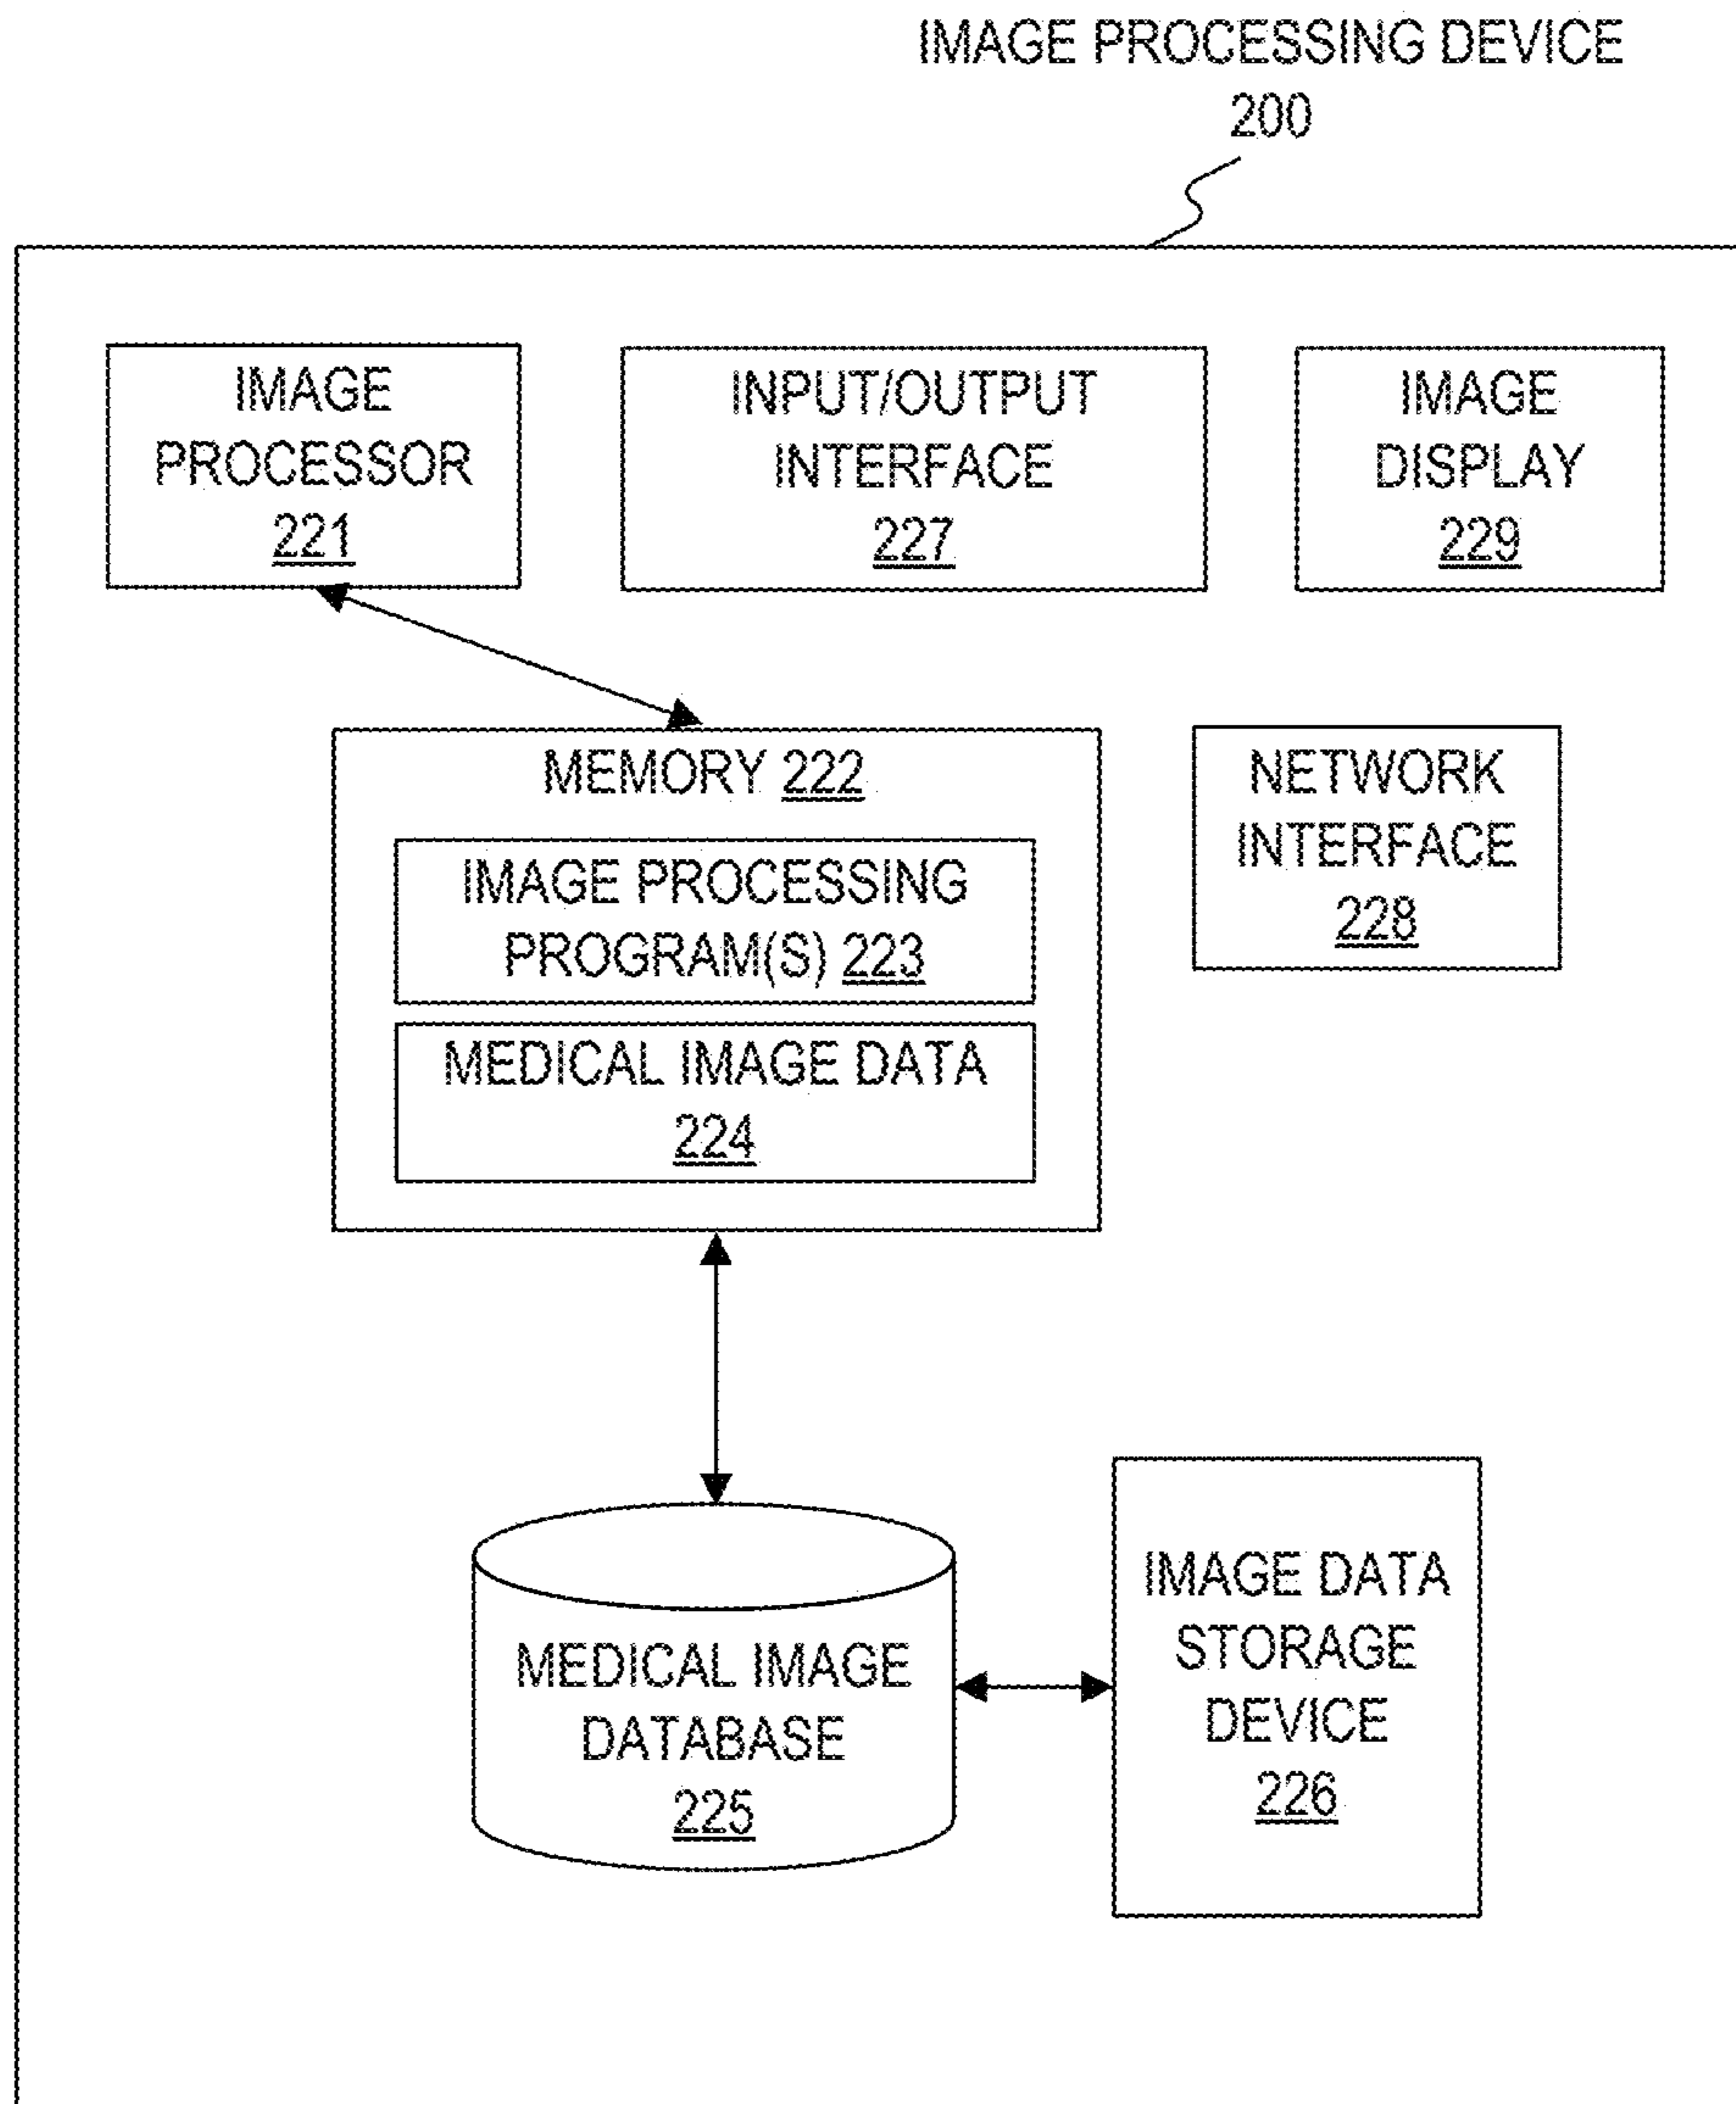 IMAGE PROCESSING DEVICE
200
IMAGE
PROCESSOR
221
INPUT/OUTPUT
INTERFACE
227
IMAGE
DISPLAY
229
MEMORY 222
IMAGE PROCESSING
PROGRAM(S) 223
MEDICAL IMAGE DATA
224
NETWORK
INTERFACE
228
MEDICAL IMAGE
DATABASE
225
IMAGE DATA
STORAGE
DEVICE
226